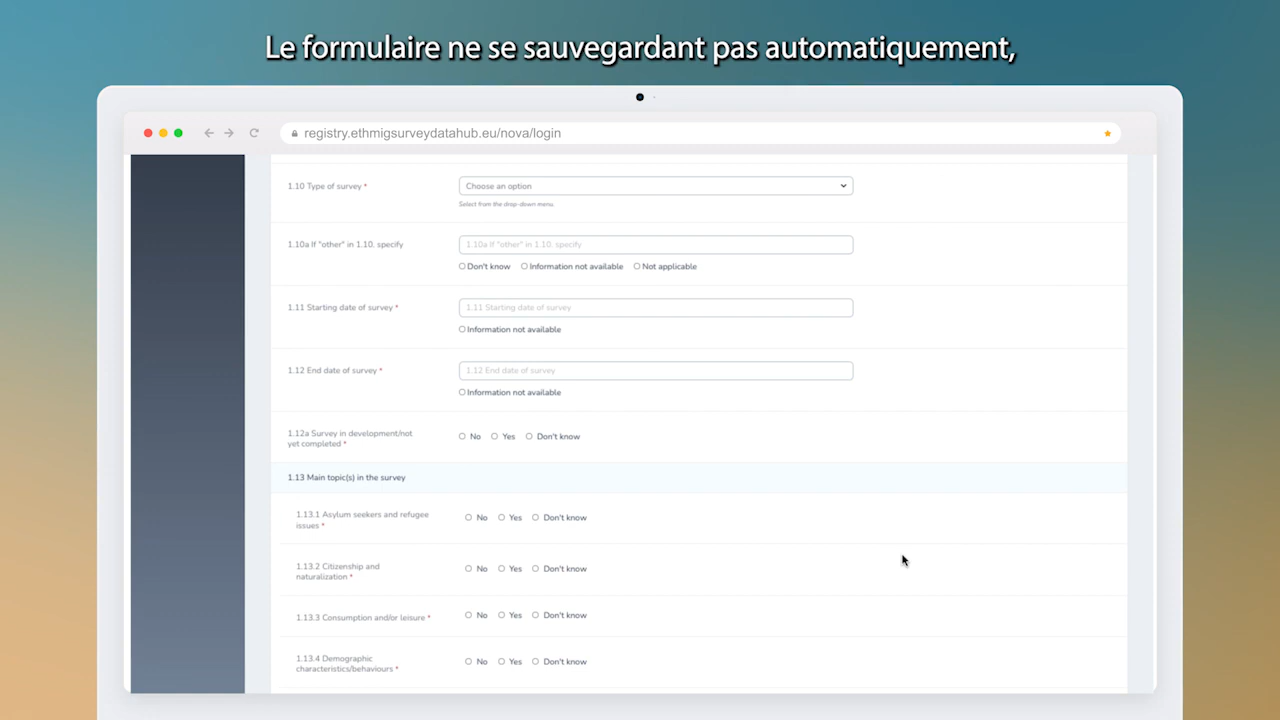 Le formulaire ne se sauvegardant pas automatiquement,
registry.ethmigsurveydatahub.eu/nova/login
1.10 Type of survey *
Choose an option
Select from the drop-down menu.
1.10a If "other" in 1.10, specify
1.10a If "other" in 1.10, specify
Don't know Information not available Not applicable
1.11 Starting date of survey *
1.11 Starting date of survey
Information not available
1.12 End date of survey *
1.12 End date of survey
Information not available
1.12a Survey in development/not
yet completed *
No Yes Don't know
1.13 Main topic(s) in the survey
1.13.1 Asylum seekers and refugee
issues *
No Yes Don't know
1.13.2 Citizenship and
naturalization *
No Yes Don't know
1.13.3 Consumption and/or leisure *
No Yes Don't know
1.13.4 Demographic
characteristics/behaviours *
No Yes Don't know